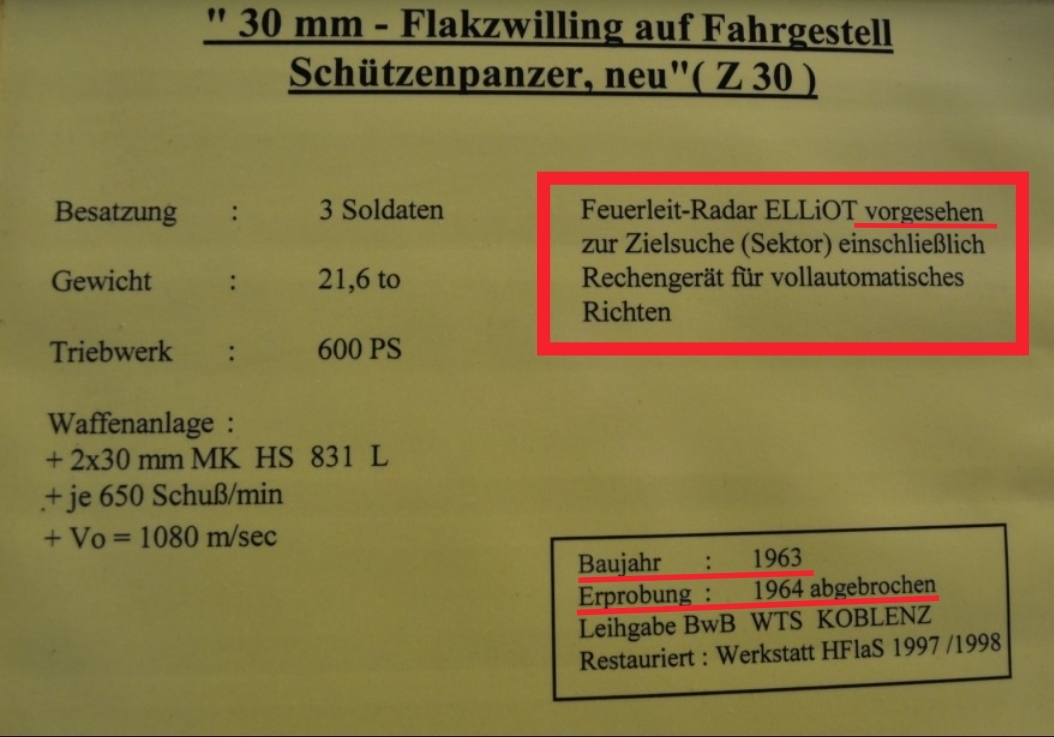 " 30 mm - Flakzwilling auf Fahrgestell
Schützenpanzer, neu"( Z 30 )
Besatzung : 3 Soldaten
Gewicht : 21,6 to
Triebwerk : 600 PS
Waffenanlage :
+ 2x30 mm MK HS 831 L
+ je 650 Schuß/min
+ Vo = 1080 m/sec
Feuerleit-Radar ELLiOT vorgesehen
zur Zielsuche (Sektor) einschließlich
Rechengerät für vollautomatisches
Richten
Baujahr : 1963
Erprobung : 1964 abgebrochen
Leihgabe BwB WTS KOBLENZ
Restauriert : Werkstatt HFlaS 1997 /1998